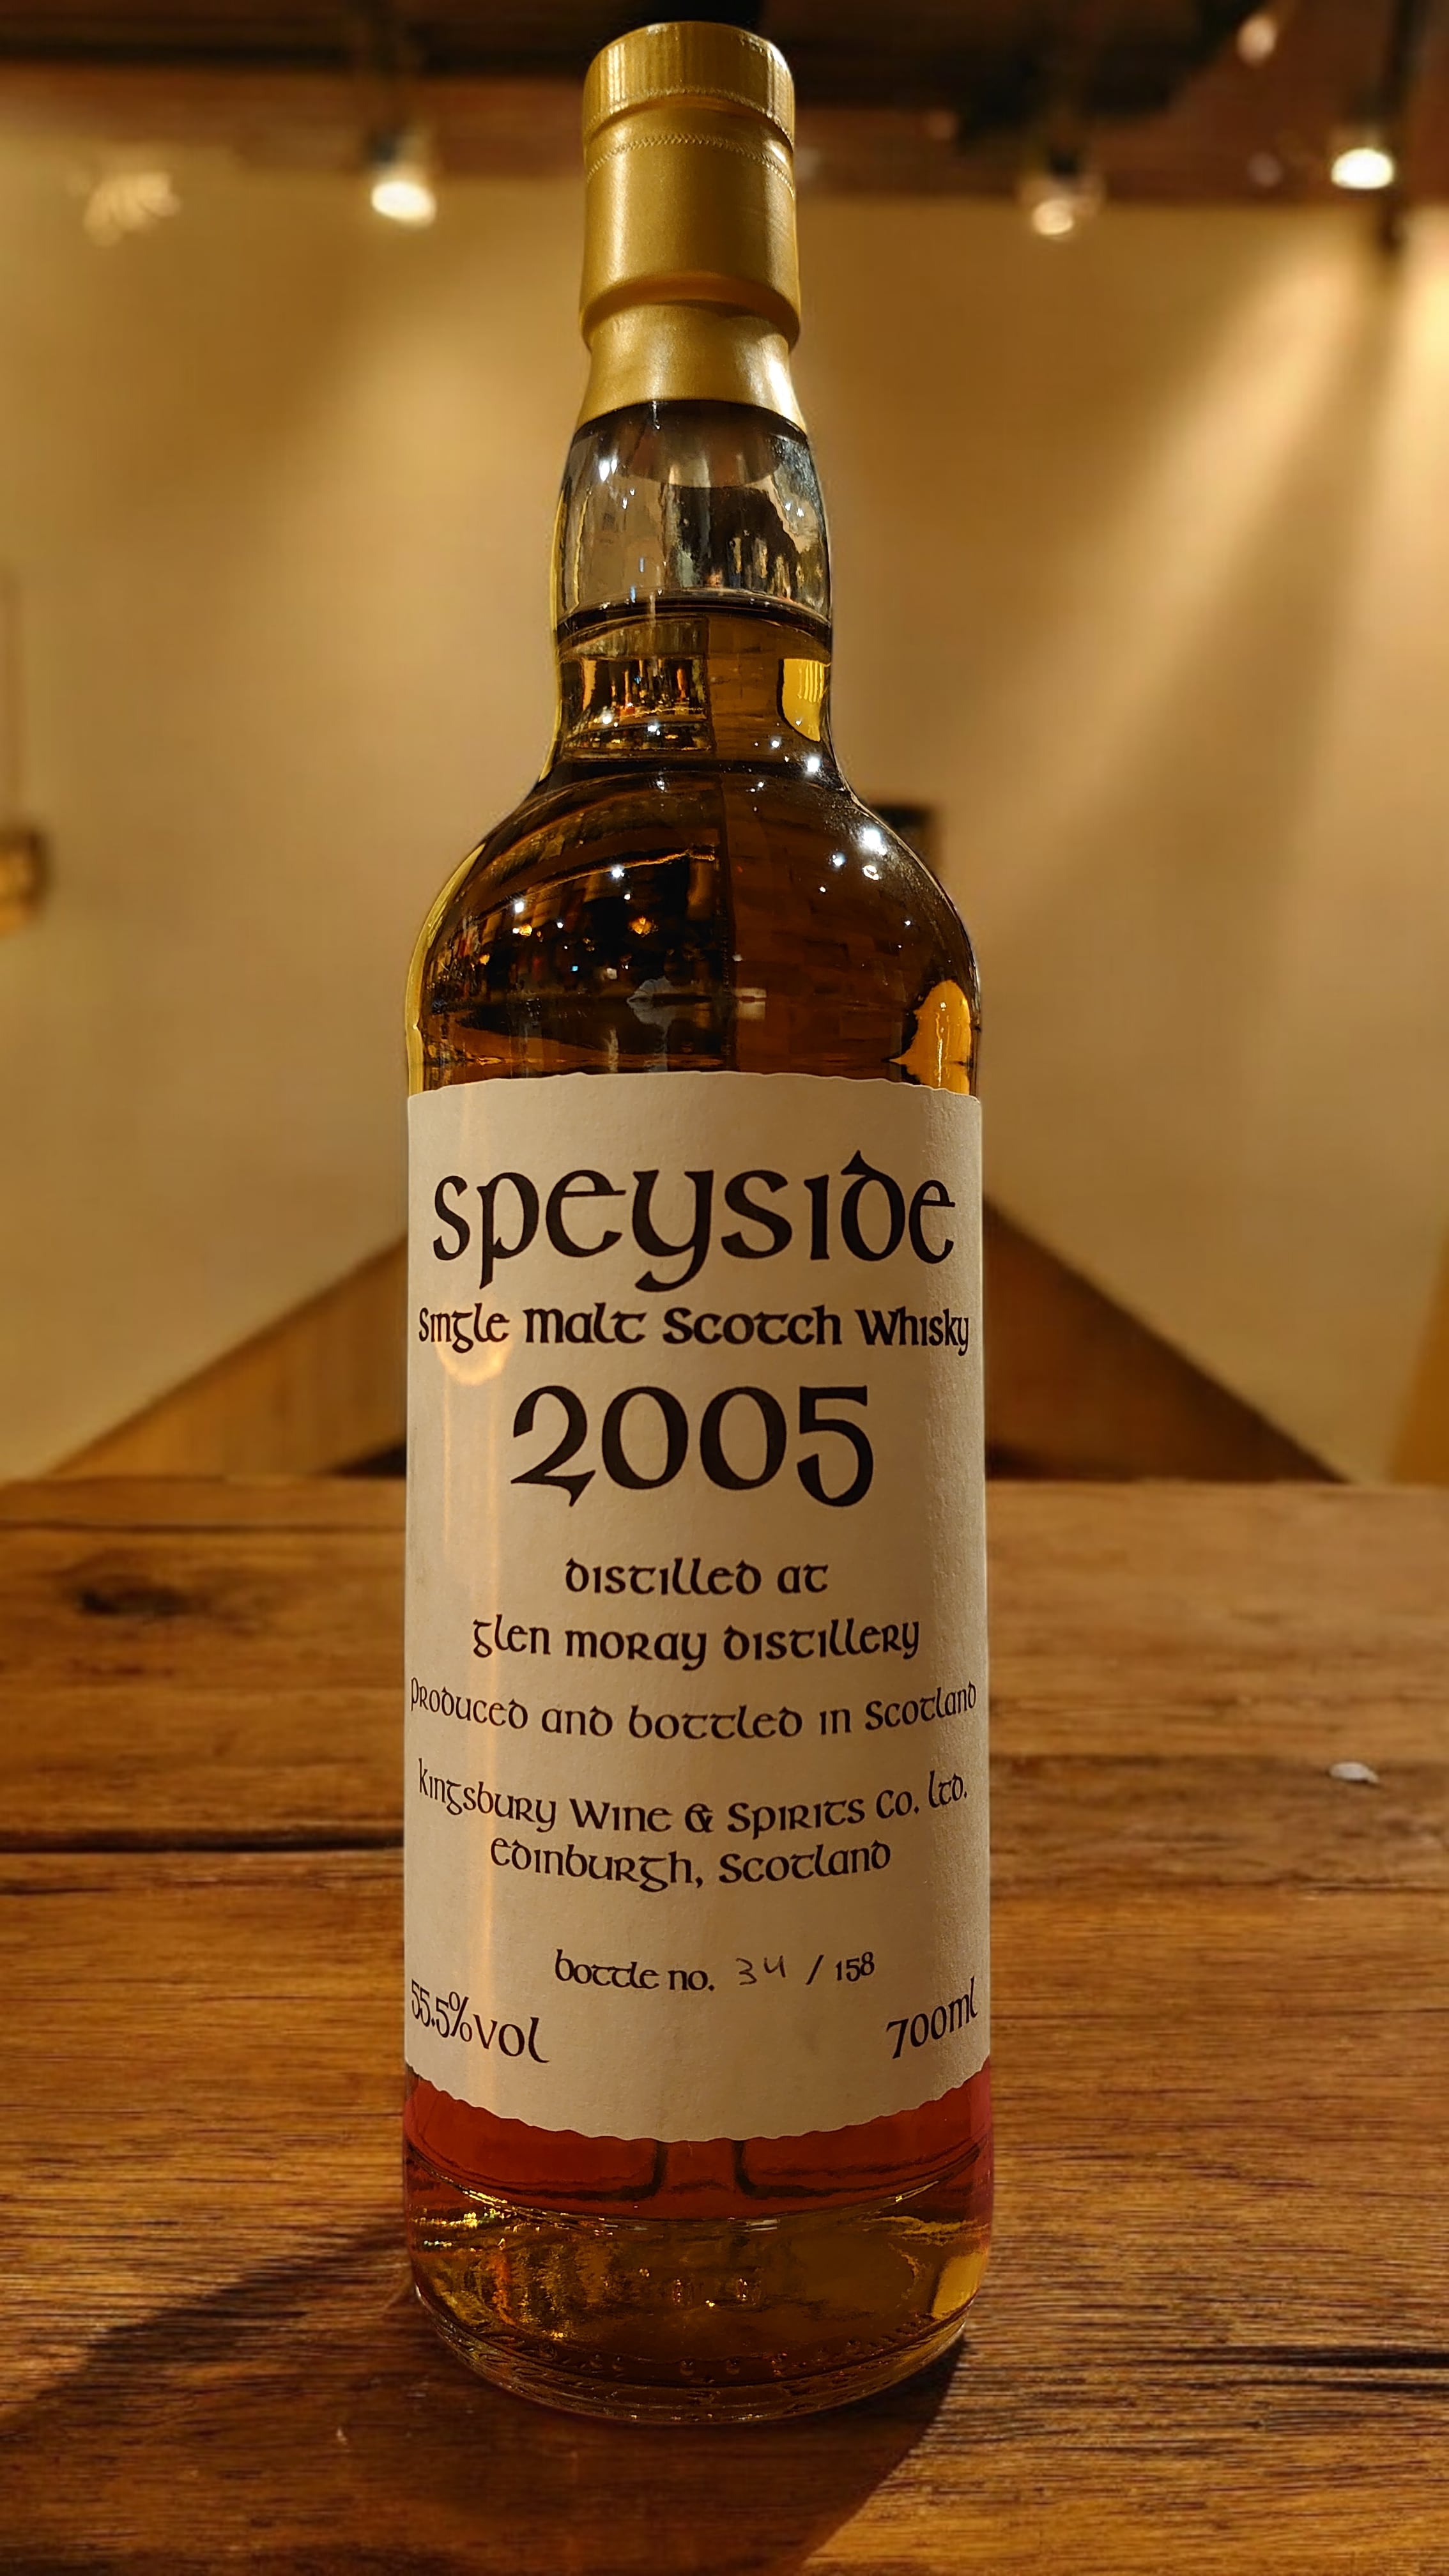 speyside
Single Malt Scotch Whisky
2005
distilled at
glen moray distillery
produced and bottled in Scotland
kingsbury Wine & Spirits Co. Ltd.
Edinburgh, Scotland
bottle no. 34 / 158
55.5%vol
700ml